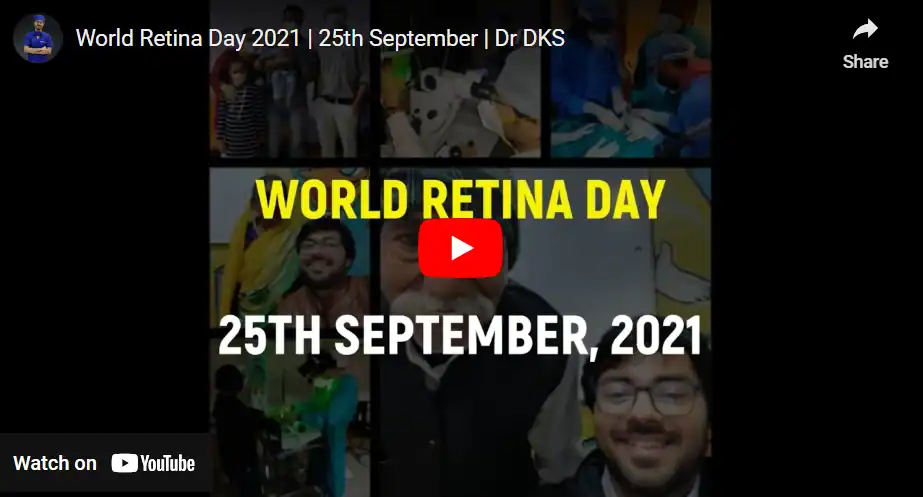 World Retina Day 2021 | 25th September | Dr DKS
Share
WORLD RETINA DAY
25TH SEPTEMBER, 2021
Watch on YouTube